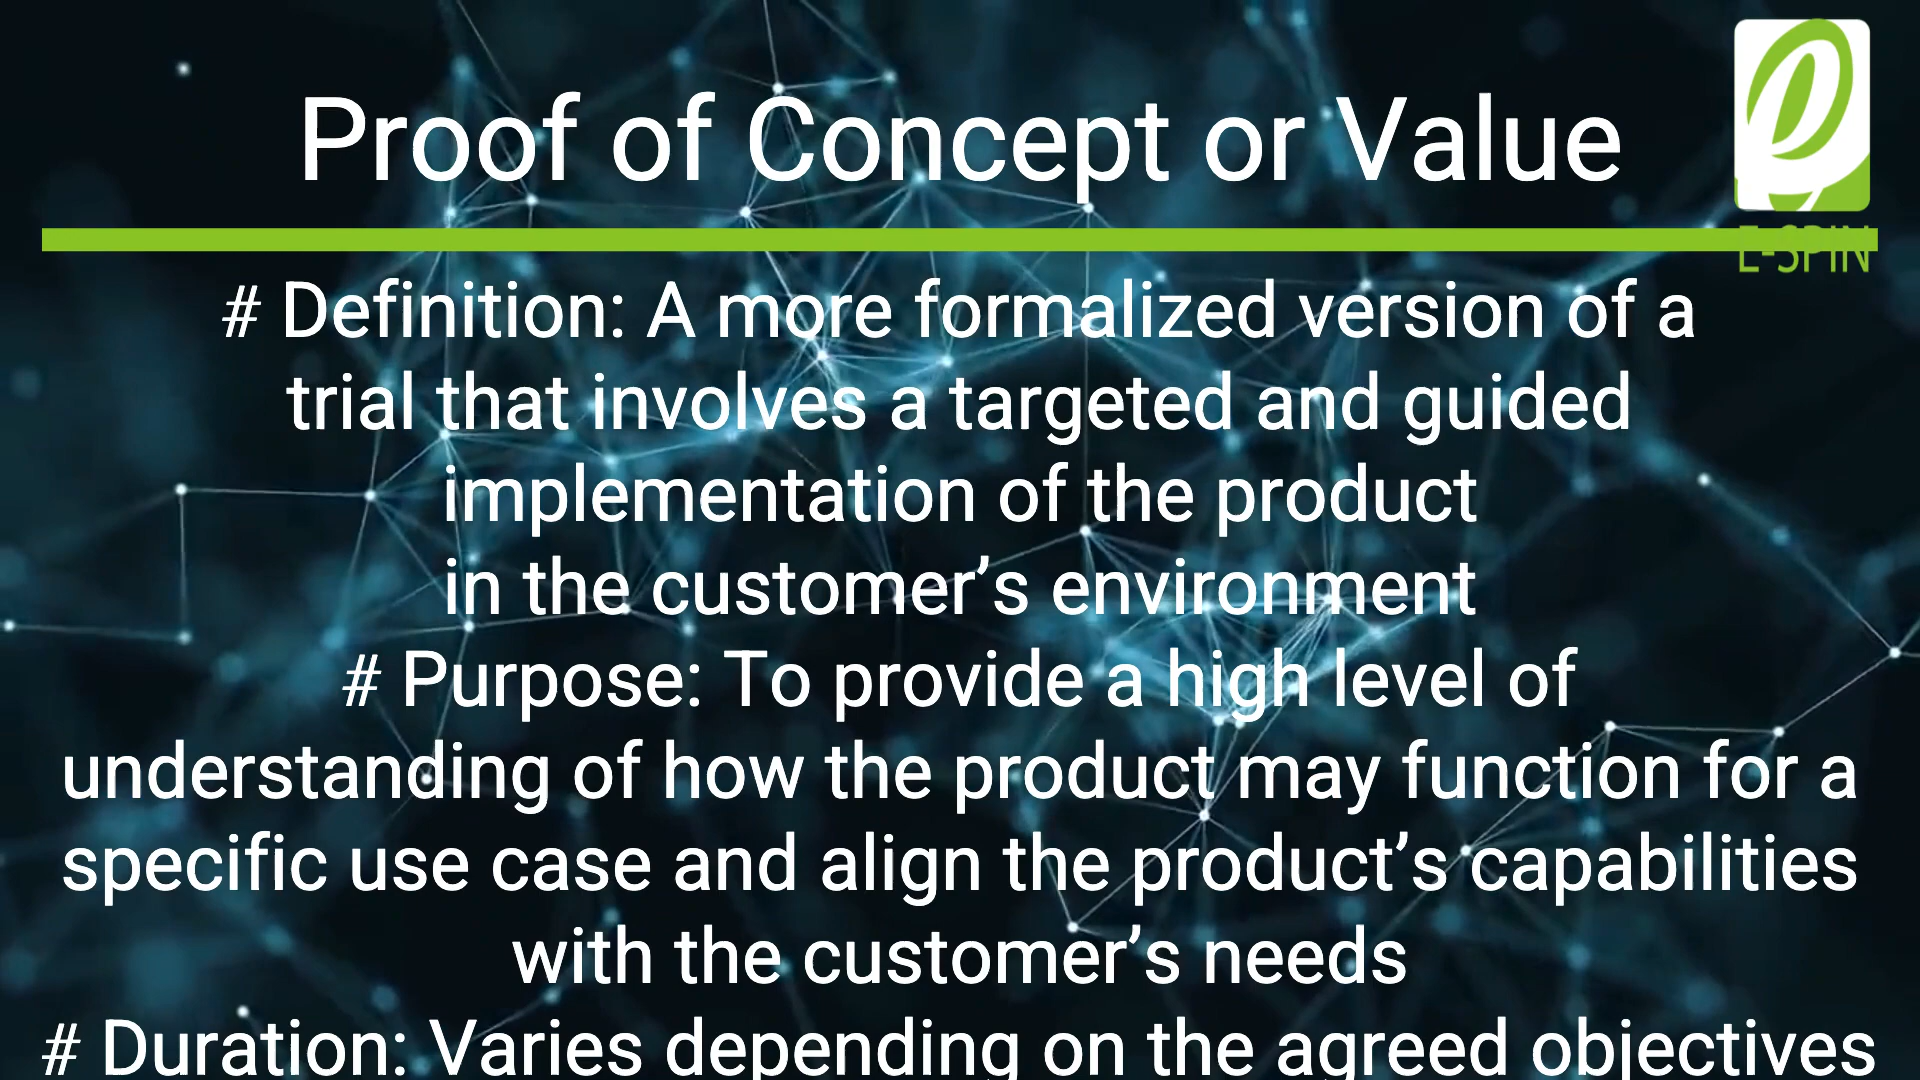 Proof of Concept or Value
E-SPIN
# Definition: A more formalized version of a
trial that involves a targeted and guided
implementation of the product
in the customer’s environment
# Purpose: To provide a high level of
understanding of how the product may function for a
specific use case and align the product’s capabilities
with the customer’s needs
# Duration: Varies depending on the agreed objectives